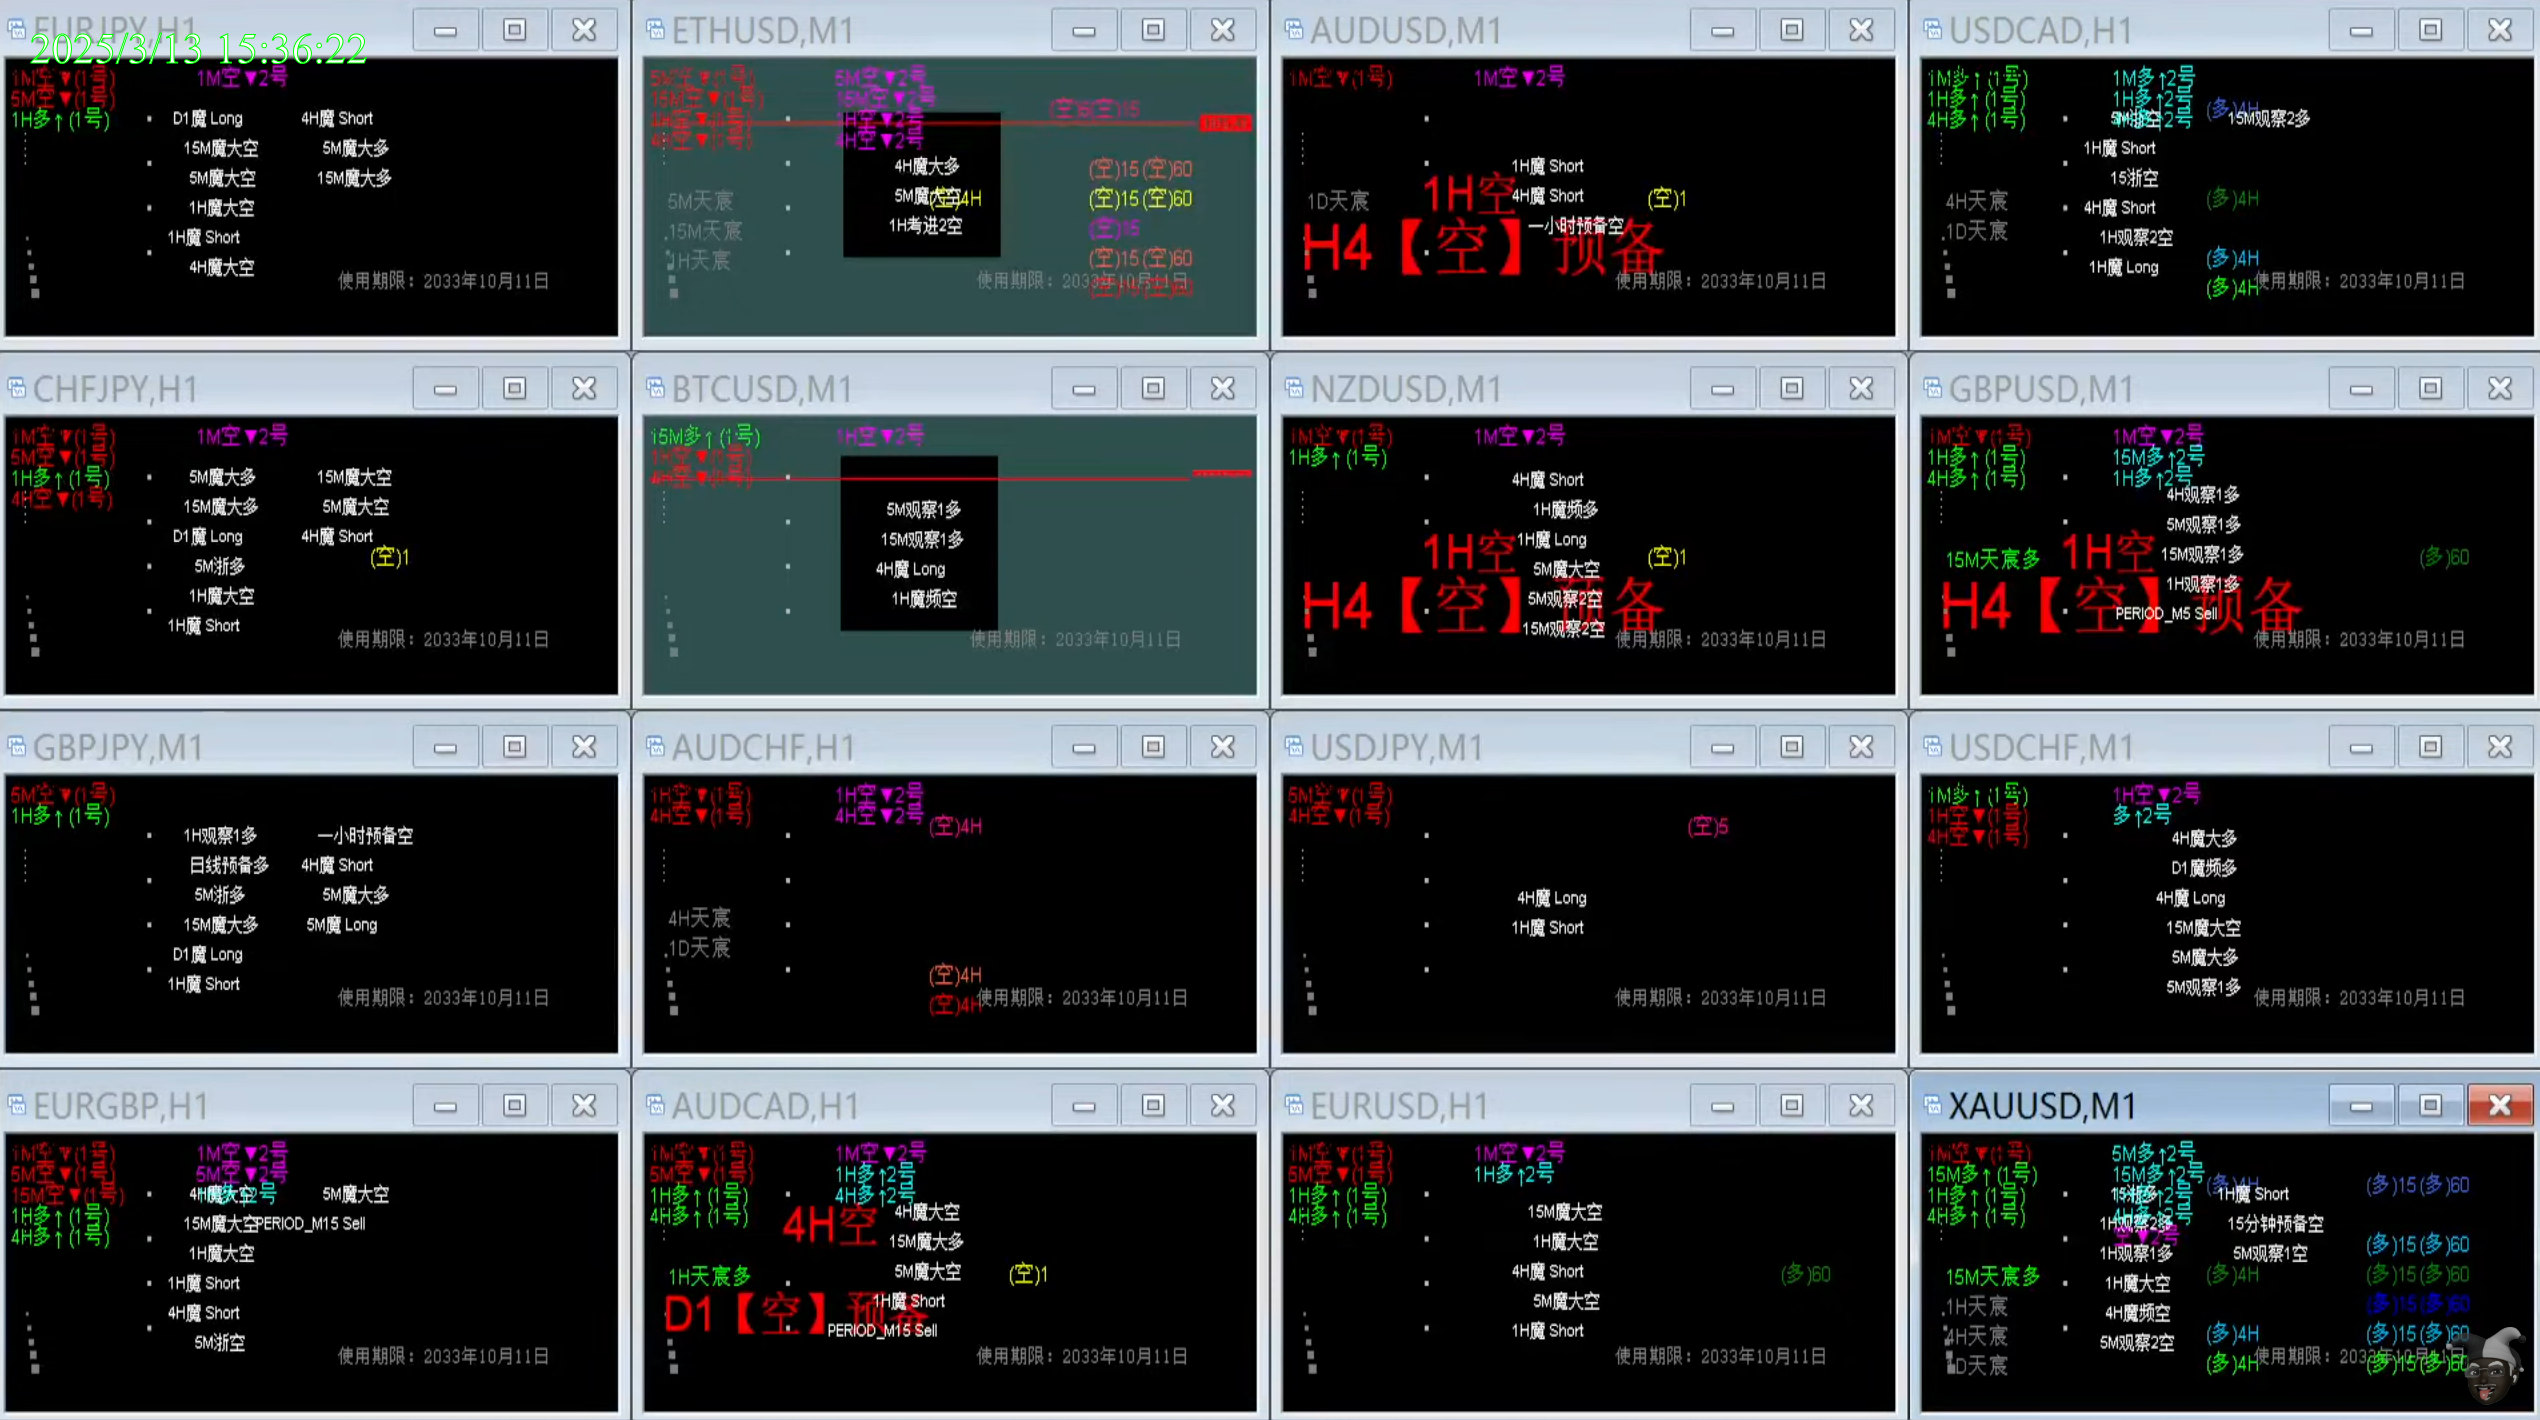 EURJPY,H1
2025/3/13 15:36:22
1M空▼(1号)
1M空▼2号
5M空▼(1号)
1H多↑(1号)
D1魔 Long
4H魔 Short
15M魔大空
5M魔大多
5M魔大空
15M魔大多
1H魔大空
1H魔 Short
4H魔大空
使用期限：2033年10月11日
ETHUSD,M1
5M空▼(1号)
5M空▼2号
15M空▼(1号)
15M空▼2号
1H空▼(1号)
1H空▼2号
4H空▼(1号)
4H空▼2号
4H魔大多
(空)15(空)60
5M天宸
5M魔大空
(空)4H
(空)15(空)60
15M天宸
1H考进2空
(空)15
1H天宸
(空)15(空)60
使用期限：2033年10月11日
AUDUSD,M1
1M空▼(1号)
1M空▼2号
1H魔 Short
1D天宸
1H空
4H魔 Short
(空)1
一小时预备空
H4【空】预备
使用期限：2033年10月11日
USDCAD,H1
1M多↑(1号)
1M多↑2号
1H多↑(1号)
1H多↑2号
(多)4H
4H多↑(1号)
15M观察2多
1H魔 Short
15浙空
4H天宸
4H魔 Short
(多)4H
1D天宸
1H观察2空
(多)4H
1H魔 Long
(多)4H
使用期限：2033年10月11日
CHFJPY,H1
1M空▼(1号)
1M空▼2号
5M空▼(1号)
1H多↑(1号)
4H空▼(1号)
5M魔大多
15M魔大空
15M魔大多
5M魔大空
D1魔 Long
4H魔 Short
(空)1
5M浙多
1H魔大空
1H魔 Short
使用期限：2033年10月11日
BTCUSD,M1
15M多↑(1号)
1H空▼2号
1H空▼(1号)
4H空▼(1号)
5M观察1多
15M观察1多
4H魔 Long
1H魔频空
使用期限：2033年10月11日
NZDUSD,M1
1M空▼(1号)
1M空▼2号
1H多↑(1号)
4H魔 Short
1H魔频多
1H空
1H魔 Long
(空)1
5M魔大空
5M观察2空
H4【空】预备
15M观察2空
使用期限：2033年10月11日
GBPUSD,M1
1M空▼(1号)
1M空▼2号
1H多↑(1号)
15M多↑2号
4H多↑(1号)
1H多↑2号
4H观察1多
5M观察1多
15M天宸多
1H空
15M观察1多
(多)60
1H观察1多
H4【空】预备
PERIOD_M5 Sell
使用期限：2033年10月11日
GBPJPY,M1
5M空▼(1号)
1H多↑(1号)
1H观察1多
一小时预备空
日线预备多
4H魔 Short
5M浙多
5M魔大多
15M魔大多
5M魔 Long
D1魔 Long
1H魔 Short
使用期限：2033年10月11日
AUDCHF,H1
1H空▼(1号)
1H空▼2号
4H空▼(1号)
4H空▼2号
(空)4H
4H天宸
1D天宸
(空)4H
(空)4H
使用期限：2033年10月11日
USDJPY,M1
5M空▼(1号)
4H空▼(1号)
(空)5
4H魔 Long
1H魔 Short
使用期限：2033年10月11日
USDCHF,M1
1M多↑(1号)
1H空▼2号
1H空▼(1号)
多↑2号
4H空▼(1号)
4H魔大多
D1魔频多
4H魔 Long
15M魔大空
5M魔大多
5M观察1多
使用期限：2033年10月11日
EURGBP,H1
1M空▼(1号)
1M空▼2号
5M空▼(1号)
5M空▼2号
15M空▼(1号)
1H多↑(1号)
4H多↑(1号)
4H魔大空
5M魔大空
15M魔大空
PERIOD_M15 Sell
1H魔大空
1H魔 Short
4H魔 Short
5M浙空
使用期限：2033年10月11日
AUDCAD,H1
1M空▼(1号)
1M空▼2号
5M空▼(1号)
1H多↑2号
1H多↑(1号)
4H多↑2号
4H多↑(1号)
4H空
4H魔大空
15M魔大多
1H天宸多
5M魔大空
(空)1
1H魔 Short
D1【空】预备
PERIOD_M15 Sell
使用期限：2033年10月11日
EURUSD,H1
1M空▼(1号)
1M空▼2号
5M空▼(1号)
1H多↑2号
1H多↑(1号)
4H多↑(1号)
15M魔大空
1H魔大空
4H魔 Short
(多)60
5M魔大空
1H魔 Short
使用期限：2033年10月11日
XAUUSD,M1
1M空▼(1号)
5M多↑2号
15M多↑(1号)
15M多↑2号
1H多↑(1号)
4H多↑(1号)
1H魔 Short
(多)15(多)60
1H观察2多
15分钟预备空
1H观察1多
5M观察1空
(多)15(多)60
15M天宸多
1H魔大空
(多)4H
(多)15(多)60
1H天宸
4H魔频空
(多)15(多)60
4H天宸
5M观察2空
(多)4H
(多)15(多)60
1D天宸
(多)4H
(多)15(多)60
使用期限：2033年10月11日